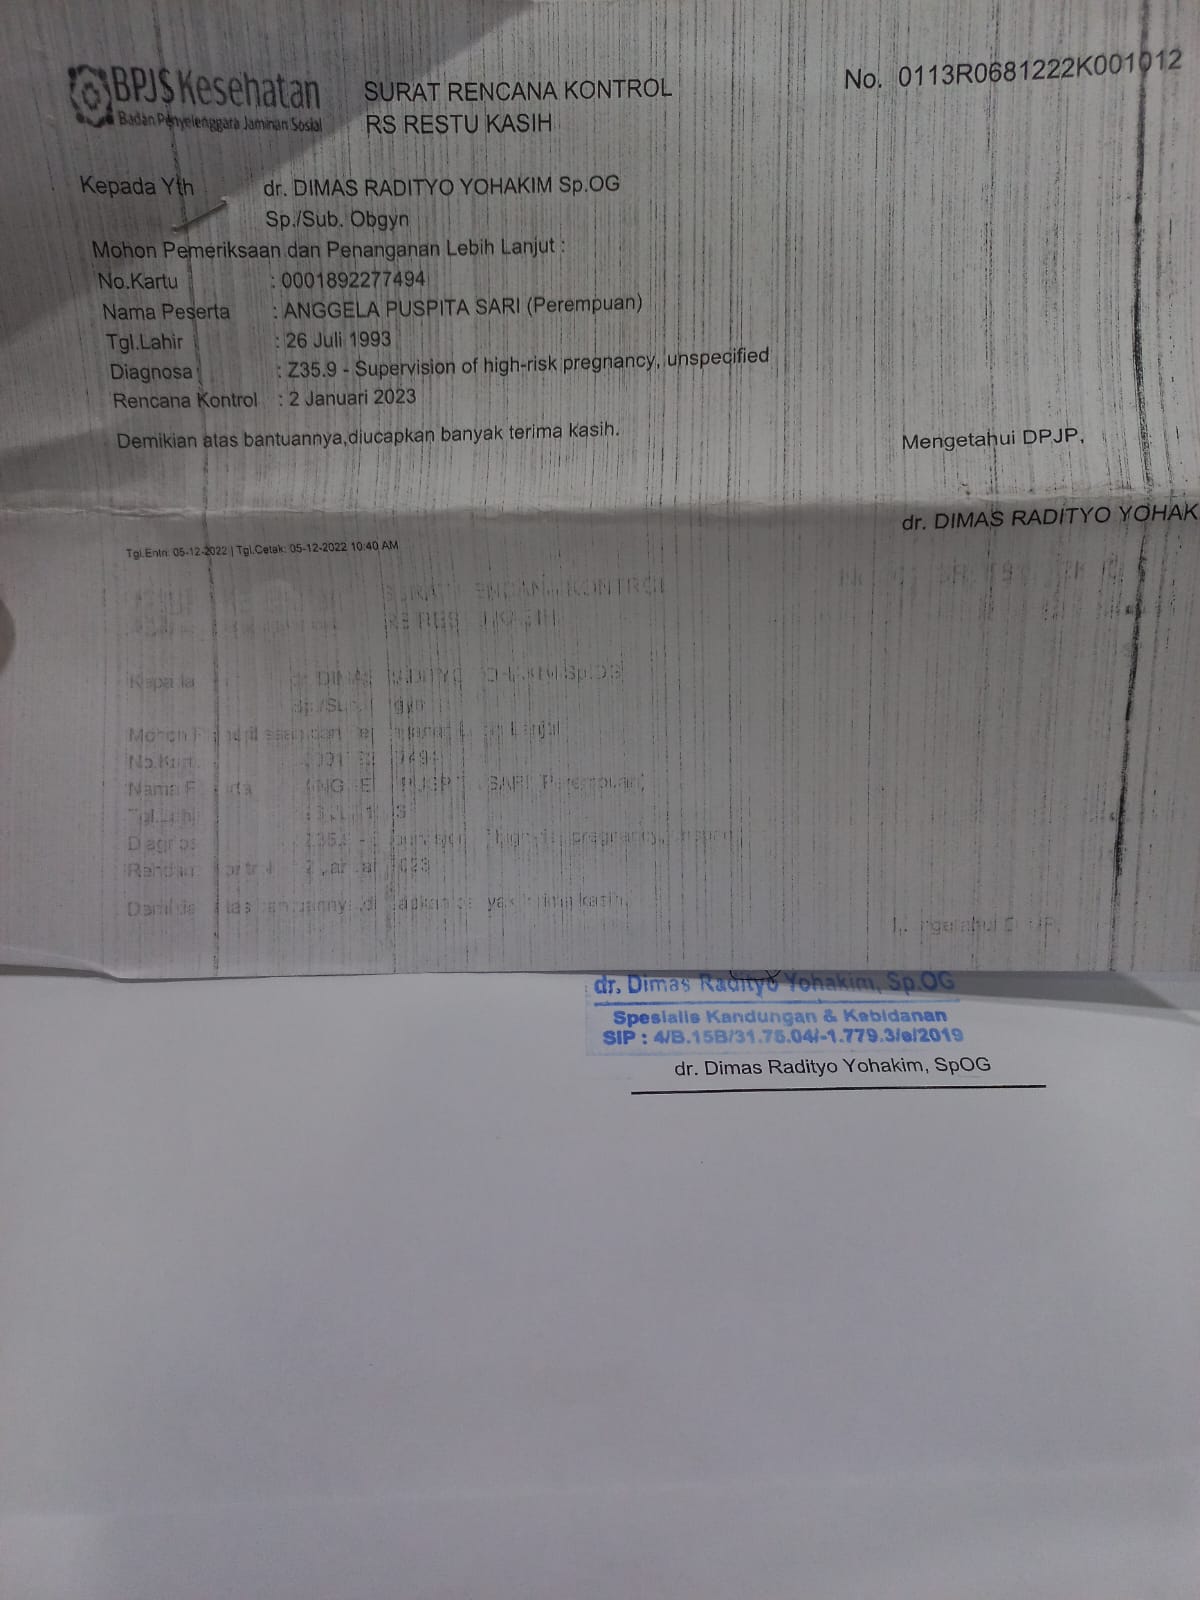 BPJS Kesehatan
Badan Penyelenggara Jaminan Sosial
SURAT RENCANA KONTROL
RS RESTU KASIH
No. 0113R0681222K001012
Kepada Yth dr. DIMAS RADITYO YOHAKIM Sp.OG
Sp./Sub. Obgyn
Mohon Pemeriksaan dan Penanganan Lebih Lanjut :
No.Kartu : 0001892277494
Nama Peserta : ANGGELA PUSPITA SARI (Perempuan)
Tgl.Lahir : 26 Juli 1993
Diagnosa : Z35.9 - Supervision of high-risk pregnancy, unspecified
Rencana Kontrol : 2 Januari 2023
Demikian atas bantuannya,diucapkan banyak terima kasih.
Mengetahui DPJP,
dr. DIMAS RADITYO YOHAK
Tgl.Entri: 05-12-2022 | Tgl.Cetak: 05-12-2022 10:40 AM
dr. Dimas Radityo Yohakim, Sp.OG
Spesialis Kandungan & Kebidanan
SIP : 4/B.15B/31.75.04/-1.779.3/e/2019
dr. Dimas Radityo Yohakim, SpOG